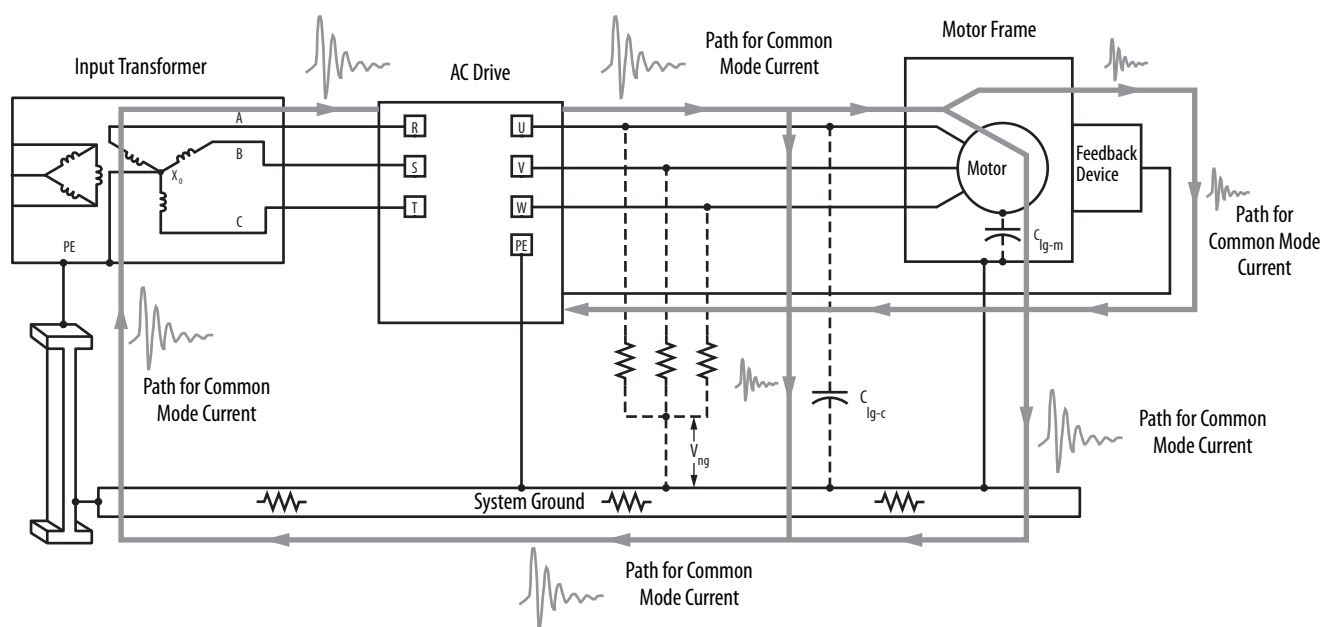 Input Transformer
AC Drive
Path for Common
Mode Current
Motor Frame
A
B
C
X0
PE
R
S
T
U
V
W
PE
Motor
Feedback
Device
Clg-m
Path for
Common Mode
Current
Path for Common
Mode Current
Clg-c
Vng
Path for Common
Mode Current
System Ground
Path for Common
Mode Current